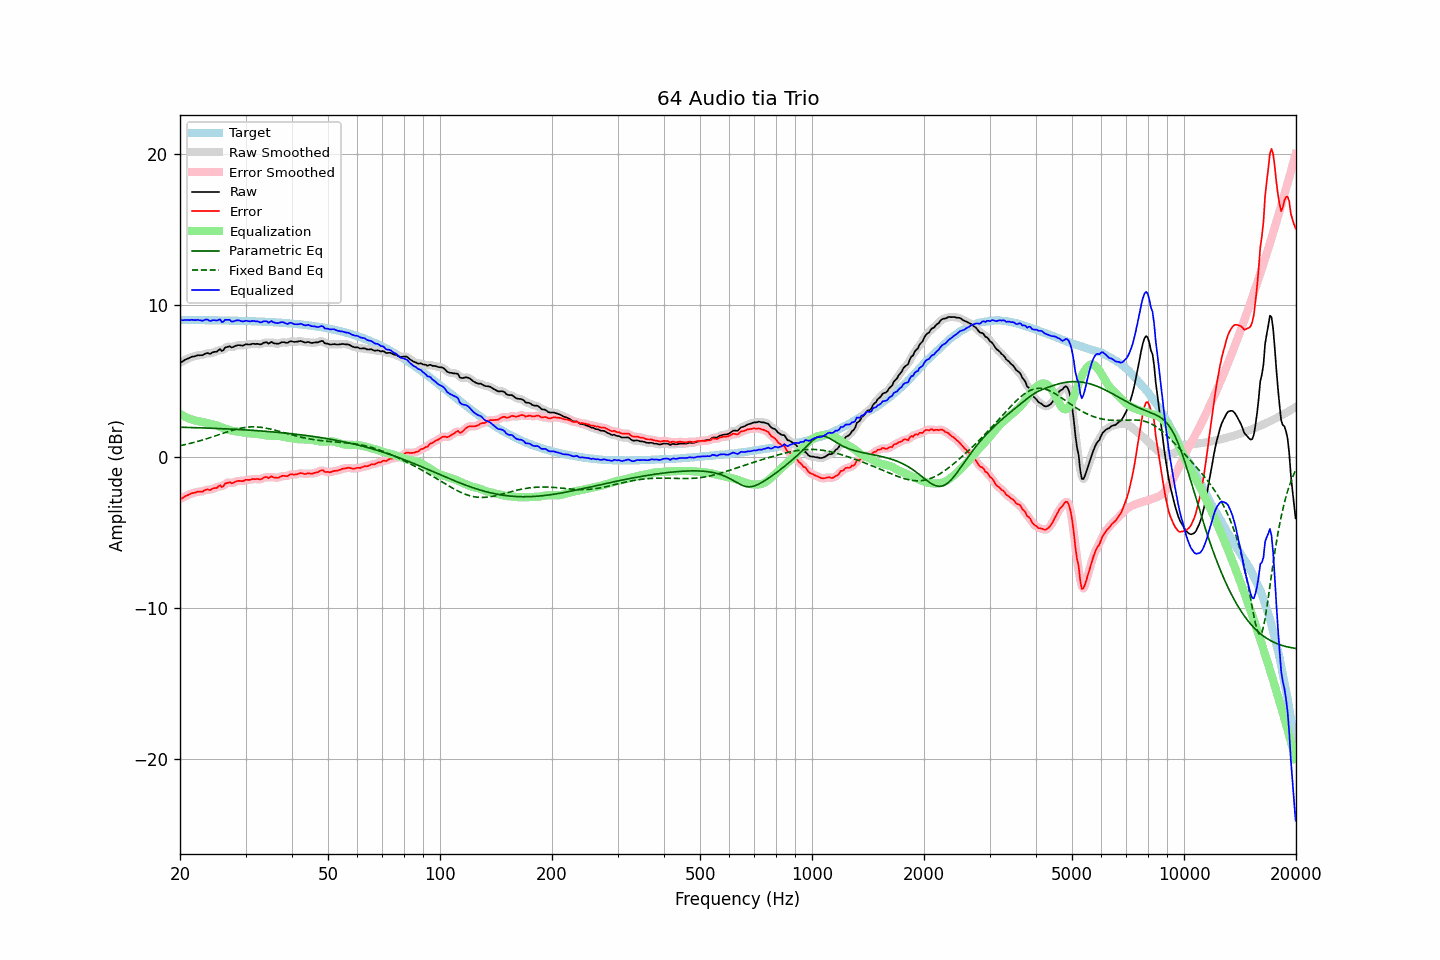 64 Audio tia Trio
Target
Raw Smoothed
Error Smoothed
Raw
Error
Equalization
Parametric Eq
Fixed Band Eq
Equalized
20
10
0
−10
−20
Amplitude (dBr)
20 50 100 200 500 1000 2000 5000 10000 20000
Frequency (Hz)